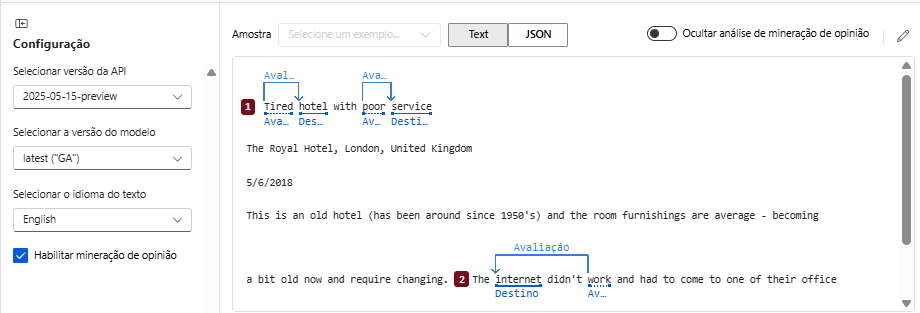 Configuração
Selecionar versão da API
2025-05-15-preview
Selecionar a versão do modelo
latest ("GA")
Selecionar o idioma do texto
English
Habilitar mineração de opinião
Amostra
Selecione um exemplo...
Text
JSON
Ocultar análise de mineração de opinião
Aval... Ava...
1 Tired hotel with poor service
Ava... Des... Av... Desti...
The Royal Hotel, London, United Kingdom
5/6/2018
This is an old hotel (has been around since 1950's) and the room furnishings are average - becoming
Avaliação
a bit old now and require changing. 2 The internet didn't work and had to come to one of their office
Destino Av...